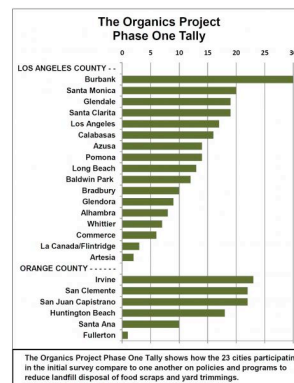 The Organics Project
Phase One Tally
0 5 10 15 20 25 30
LOS ANGELES COUNTY - -
Burbank
Santa Monica
Glendale
Santa Clarita
Los Angeles
Calabasas
Azusa
Pomona
Long Beach
Baldwin Park
Bradbury
Glendora
Alhambra
Whittier
Commerce
La Canada/Flintridge
Artesia
ORANGE COUNTY - - - - - -
Irvine
San Clemente
San Juan Capistrano
Huntington Beach
Santa Ana
Fullerton
The Organics Project Phase One Tally shows how the 23 cities participatin
in the initial survey compare to one another on policies and programs to
reduce landfill disposal of food scraps and yard trimmings.